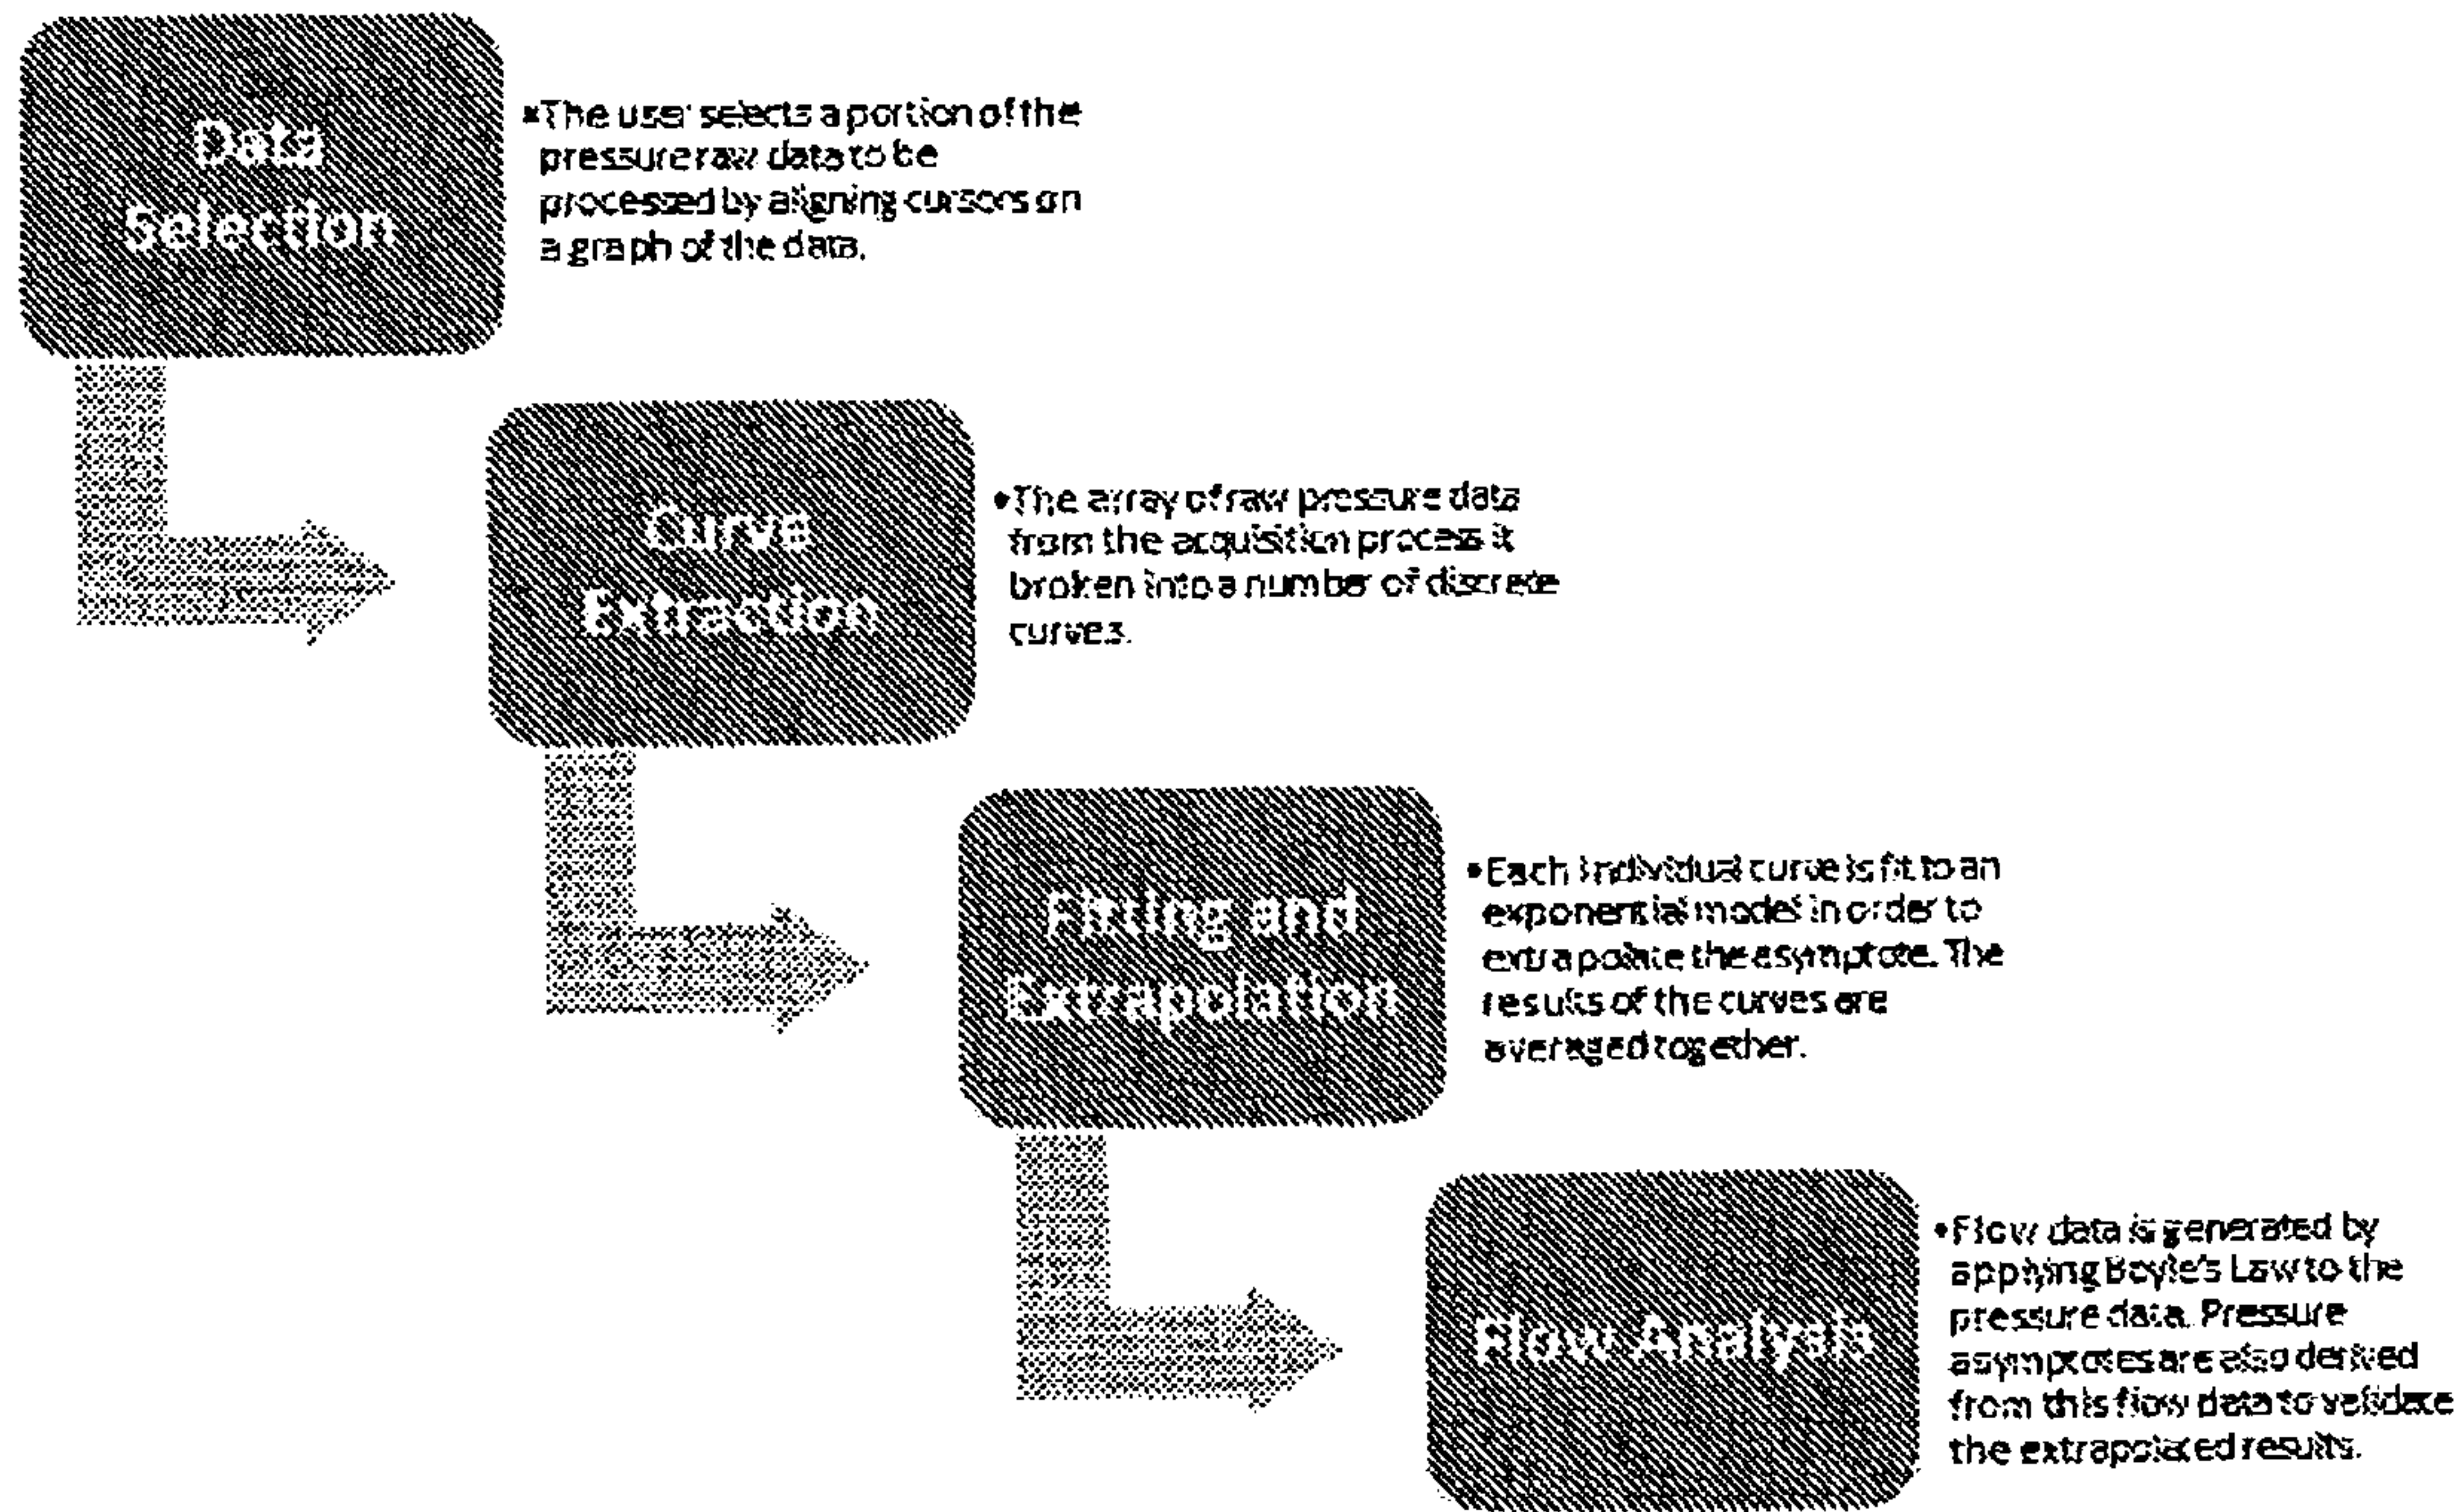 Data
Selection
•The user selects a portion of the
pressure raw data to be
processed by aligning cursors on
a graph of the data.
Curve
Extraction
•The array of raw pressure data
from the acquisition process it
broken into a number of discrete
curves.
Fitting and
Extrapolation
•Each individual curve is fit to an
exponential model in order to
extrapolate the asymptote. The
results of the curves are
averaged together.
Flow Analysis
•Flow data is generated by
applying Boyle's Law to the
pressure data. Pressure
asymptotes are also derived
from this flow data to validate
the extrapolated results.